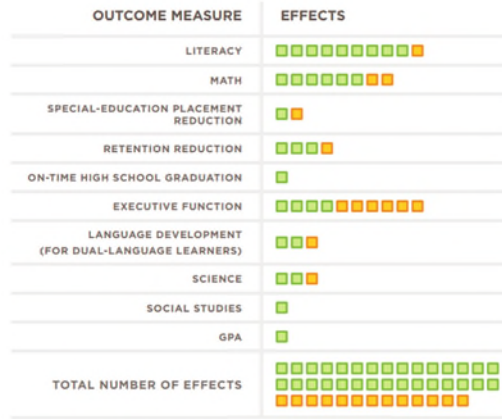 OUTCOME MEASURE EFFECTS
LITERACY
MATH
SPECIAL-EDUCATION PLACEMENT
REDUCTION
RETENTION REDUCTION
ON-TIME HIGH SCHOOL GRADUATION
EXECUTIVE FUNCTION
LANGUAGE DEVELOPMENT
(FOR DUAL-LANGUAGE LEARNERS)
SCIENCE
SOCIAL STUDIES
GPA
TOTAL NUMBER OF EFFECTS